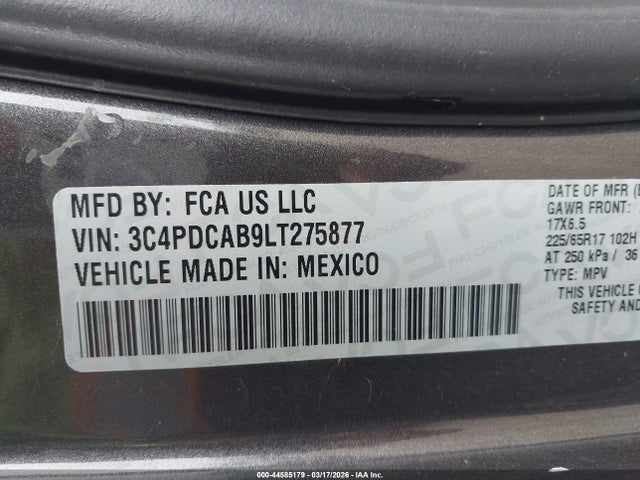 MFD BY: FCA US LLC
VIN: 3C4PDCAB9LT275877
VEHICLE MADE IN: MEXICO
DATE OF MFR
GAWR FRONT:
17X6.5
225/65R17 102H
AT 250 kPa / 36
TYPE: MPV
THIS VEHICLE
SAFETY AND
000-44585179 - 03/17/2026 - IAA Inc.